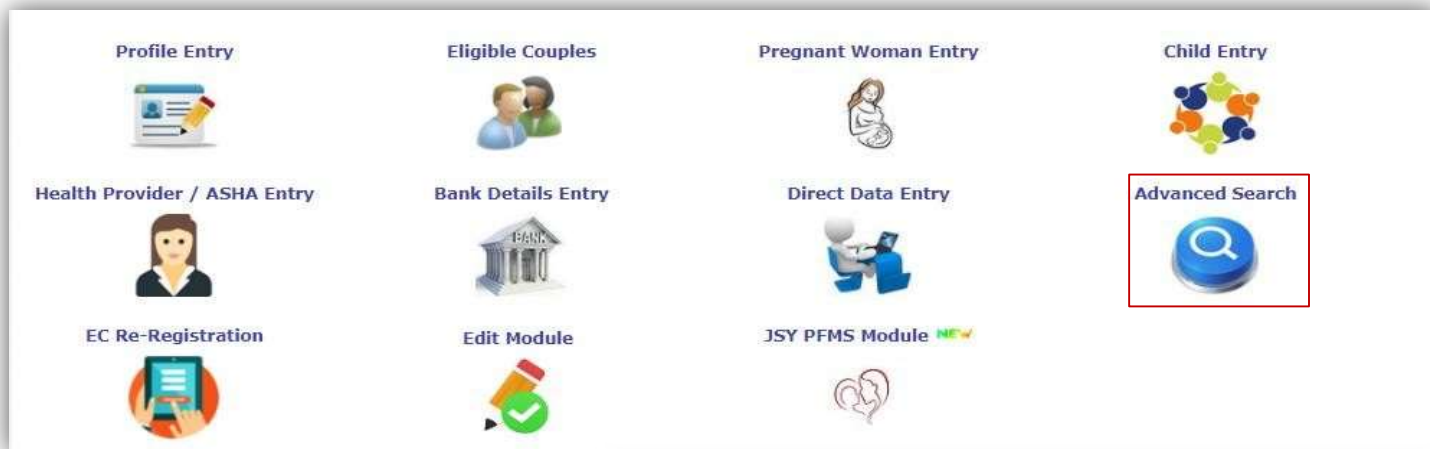 Profile Entry
Eligible Couples
Pregnant Woman Entry
Child Entry
Health Provider / ASHA Entry
Bank Details Entry
BANK
Direct Data Entry
Advanced Search
EC Re-Registration
Edit Module
JSY PFMS Module NEW